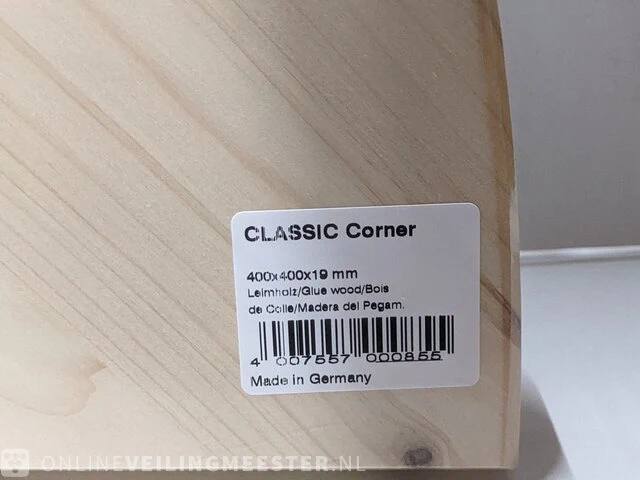 CLASSIC Corner
400x400x19 mm
Leimholz/Glue wood/Bois
de Colle/Madera del Pegam.
4 007557 000855
Made in Germany
ONLINEVEILINGMEESTER.NL